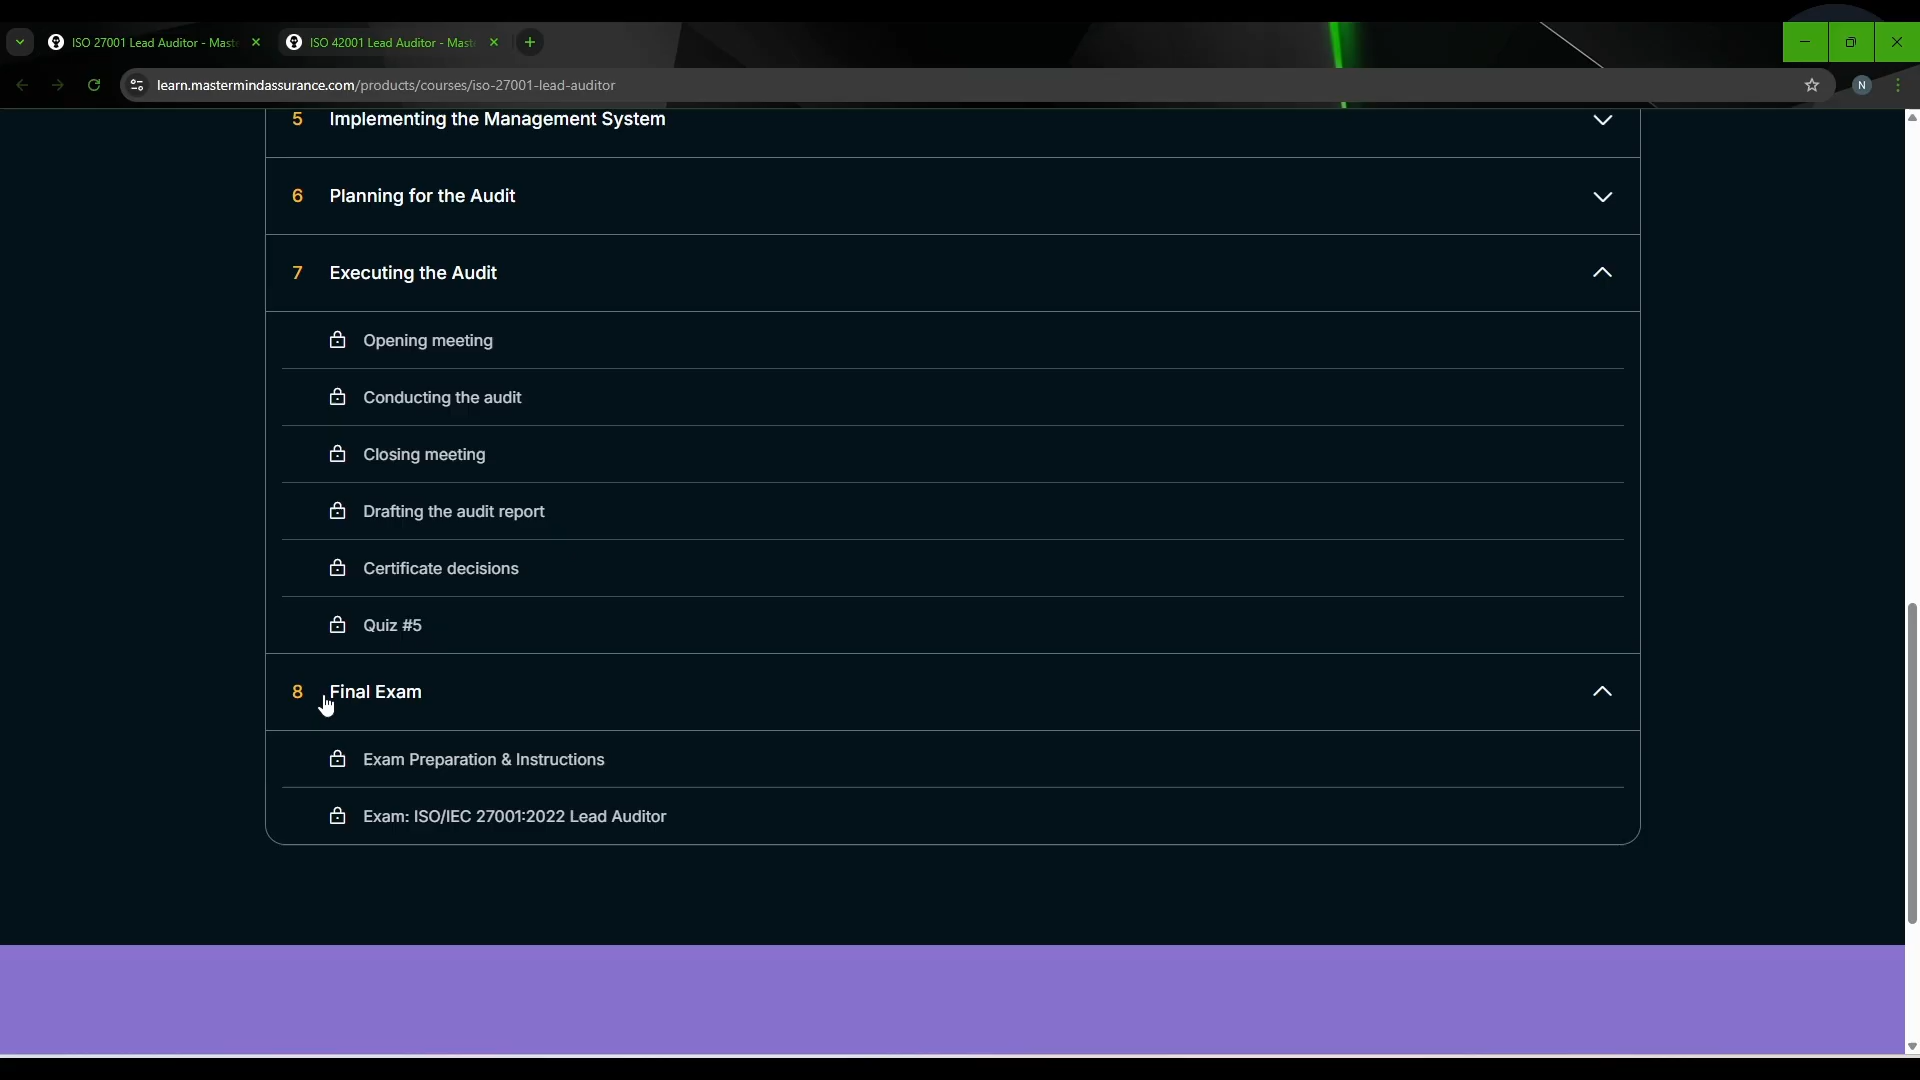 ISO 27001 Lead Auditor - Mast
ISO 42001 Lead Auditor - Mast
learn.mastermindassurance.com/products/courses/iso-27001-lead-auditor
N
5 Implementing the Management System
6 Planning for the Audit
7 Executing the Audit
Opening meeting
Conducting the audit
Closing meeting
Drafting the audit report
Certificate decisions
Quiz #5
8 Final Exam
Exam Preparation & Instructions
Exam: ISO/IEC 27001:2022 Lead Auditor